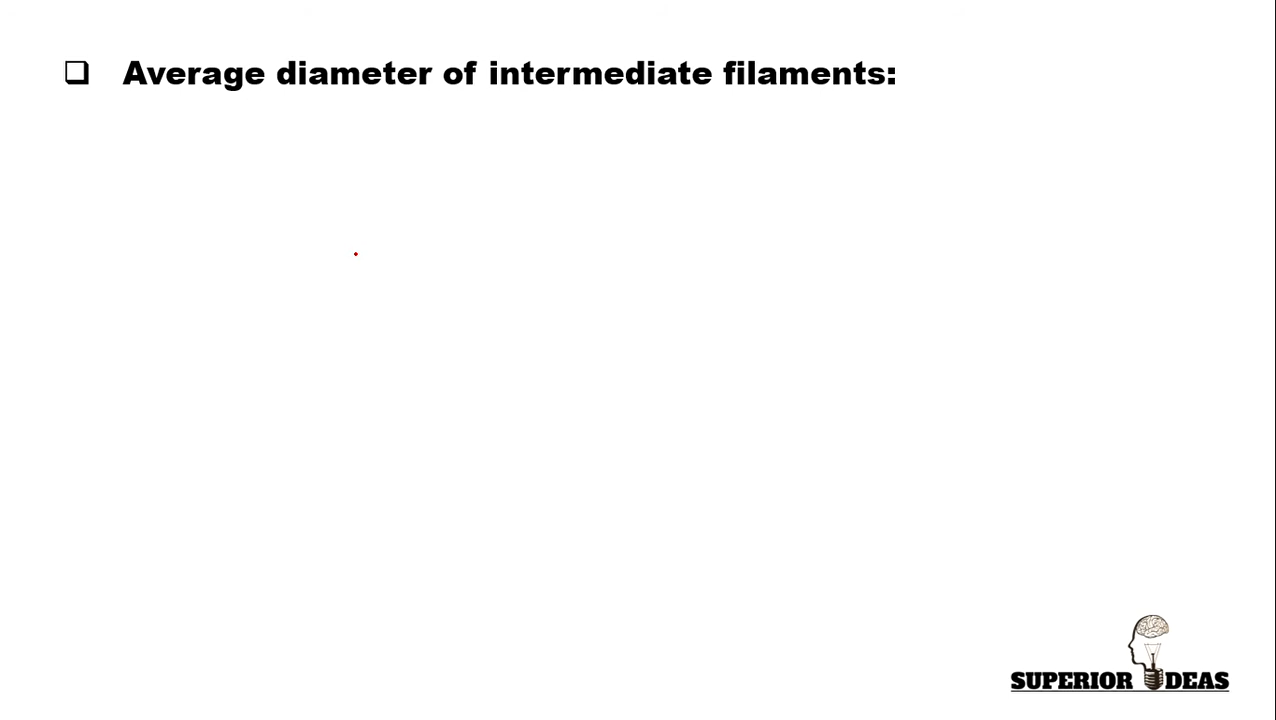 ❑ Average diameter of intermediate filaments:
SUPERIOR IDEAS